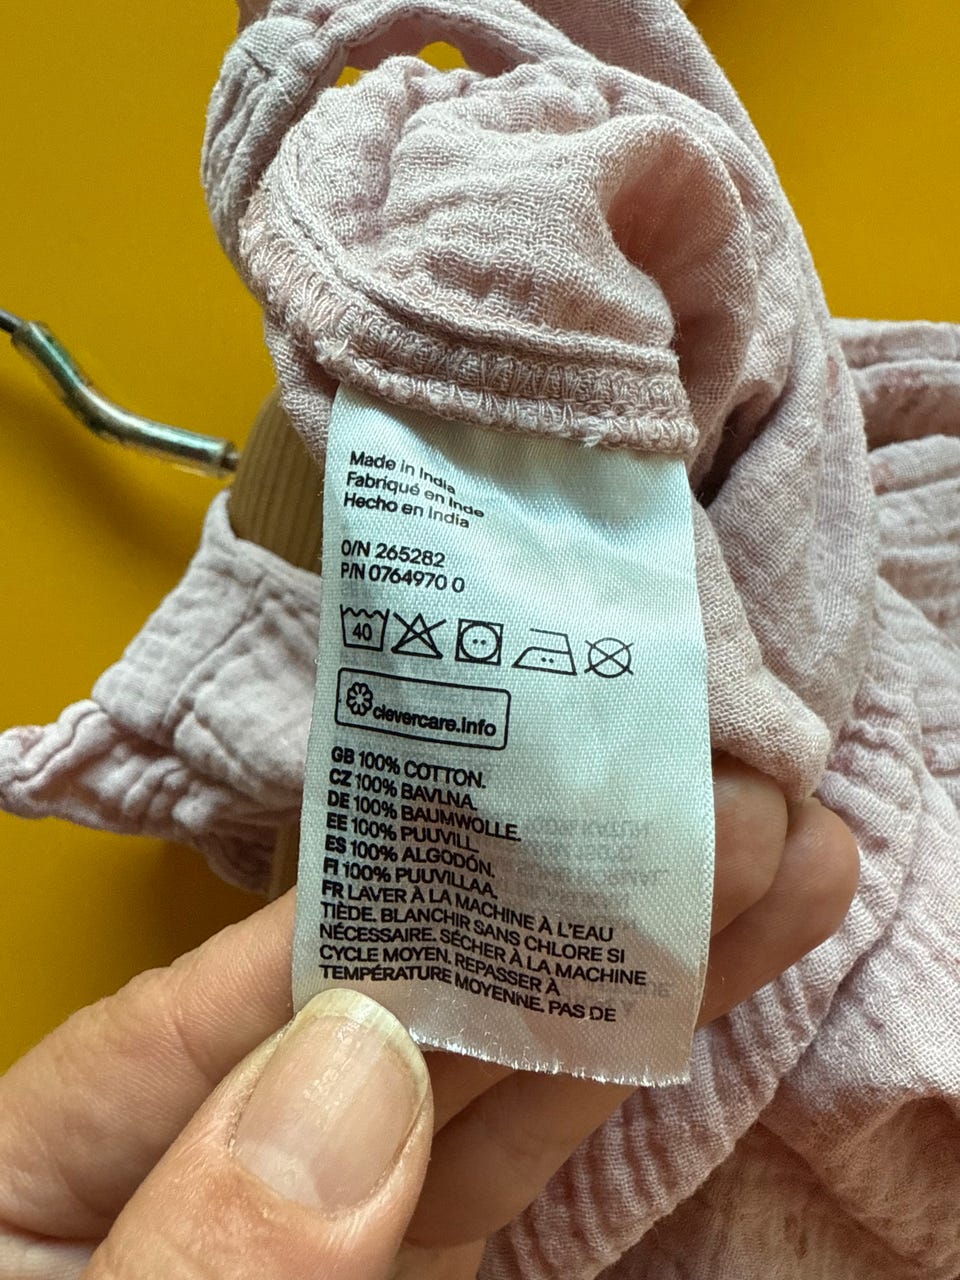 Made in India
Fabriqué en Inde
Hecho en India
O/N 265282
P/N 0764970 0
40
clevercare.info
GB 100% COTTON.
CZ 100% BAVLNA.
DE 100% BAUMWOLLE.
EE 100% PUUVILL.
ES 100% ALGODÓN.
FI 100% PUUVILLAA.
FR LAVER À LA MACHINE À L'EAU
TIÈDE. BLANCHIR SANS CHLORE SI
NÉCESSAIRE. SÉCHER À LA MACHINE
CYCLE MOYEN. REPASSER À
TEMPÉRATURE MOYENNE. PAS DE